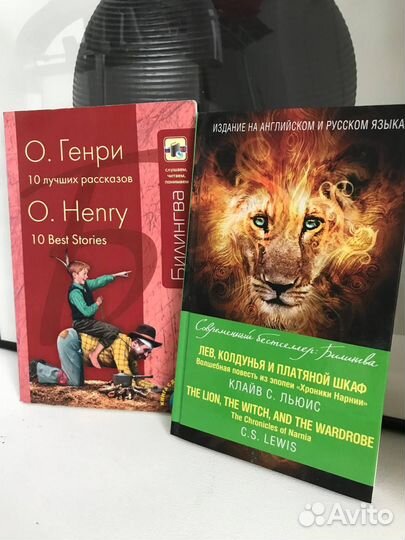 О. Генри
10 лучших рассказов
O. Henry
10 Best Stories
слушаем,
читаем,
понимаем
Билингва
ИЗДАНИЕ НА АНГЛИЙСКОМ И РУССКОМ ЯЗЫКА
Современный бестселлер: Билингва
ЛЕВ, КОЛДУНЬЯ И ПЛАТЯНОЙ ШКАФ
Волшебная повесть из эпопеи «Хроники Нарнии»
КЛАЙВ С. ЛЬЮИС
THE LION, THE WITCH, AND THE WARDROBE
The Chronicles of Narnia
C.S. LEWIS
Avito